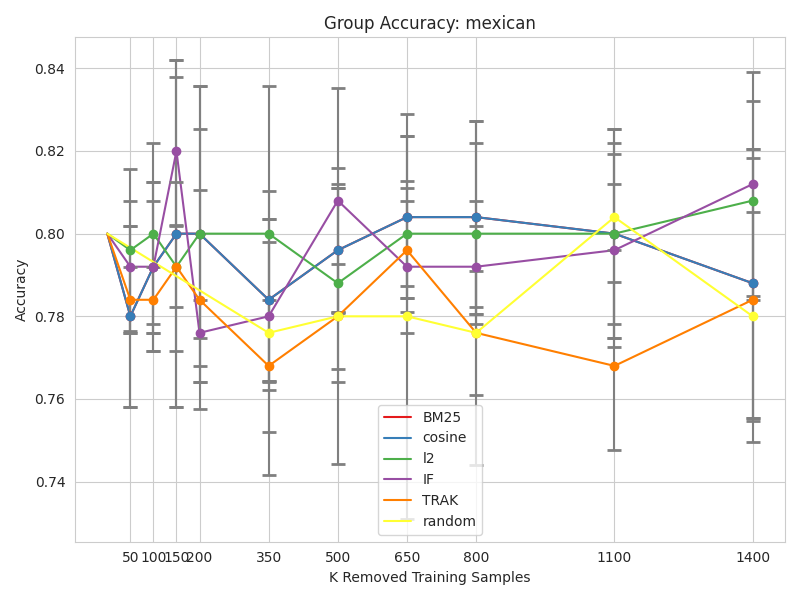 Group Accuracy: mexican
0.84
0.82
0.80
0.78
0.76
0.74
Accuracy
BM25
cosine
l2
IF
TRAK
random
50 100 150 200 350 500 650 800 1100 1400
K Removed Training Samples